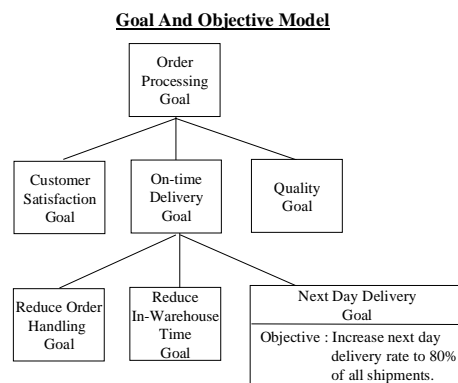 Goal And Objective Model
Order
Processing
Goal
Customer
Satisfaction
Goal
On-time
Delivery
Goal
Quality
Goal
Reduce Order
Handling
Goal
Reduce
In-Warehouse
Time
Goal
Next Day Delivery
Goal
Objective : Increase next day
delivery rate to 80%
of all shipments.